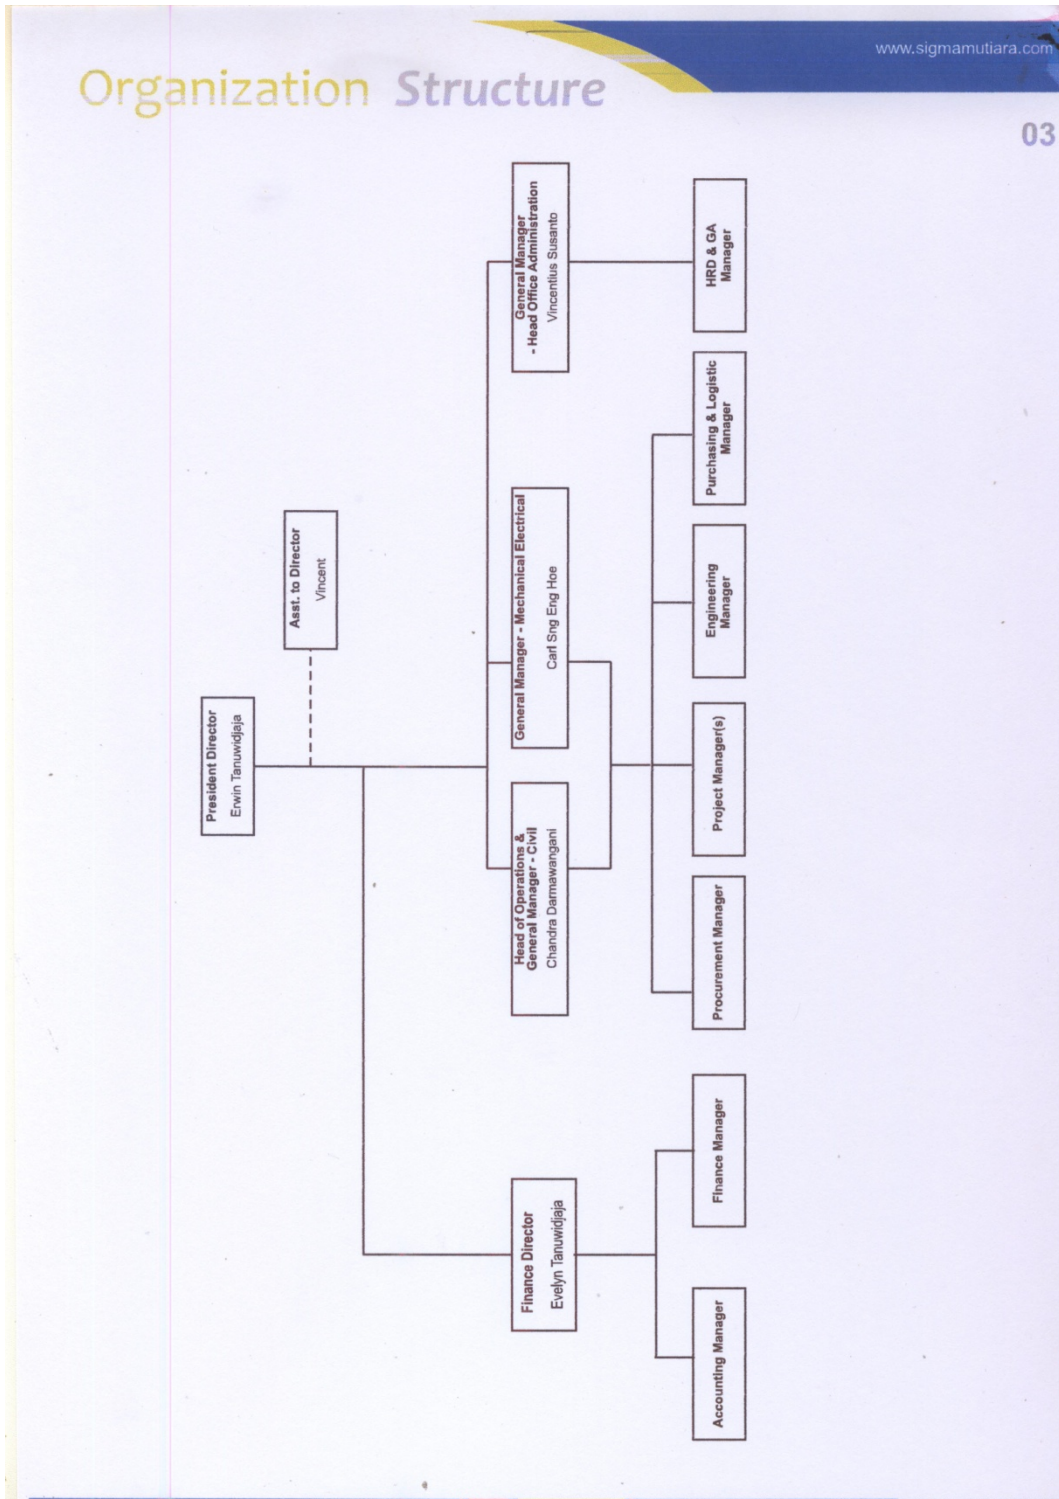 www.sigmamutiara.com
Organization Structure
03
President Director
Erwin Tanuwidjaja
Asst. to Director
Vincent
Finance Director
Evelyn Tanuwidjaja
Head of Operations &
General Manager - Civil
Chandra Darmawangani
General Manager - Mechanical Electrical
Carl Sng Eng Hoe
General Manager
- Head Office Administration
Vincentius Susanto
Accounting Manager
Finance Manager
Procurement Manager
Project Manager(s)
Engineering
Manager
Purchasing & Logistic
Manager
HRD & GA
Manager